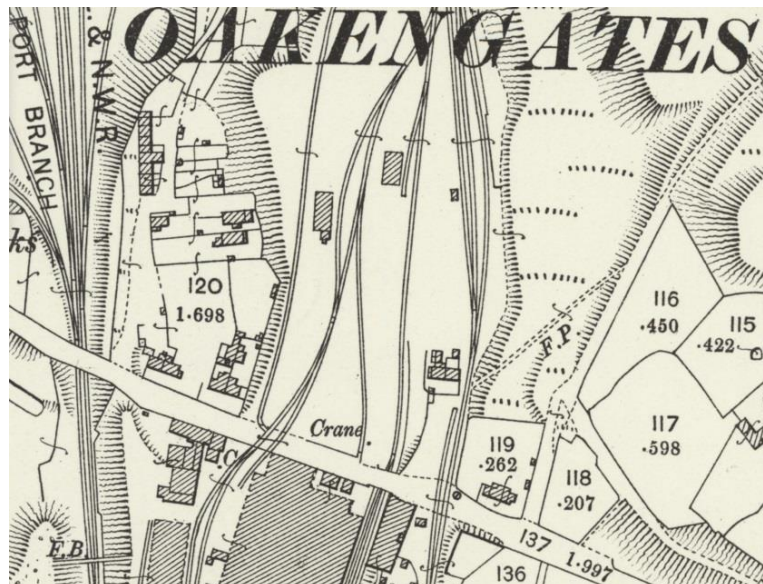 OAKENGATES
& N.W.R.
PORT BRANCH
ks
120
1.698
116
.450
115
.422
F.P.
117
.598
Crane
C.
119
.262
118
.207
F.B.
137
1.997
136